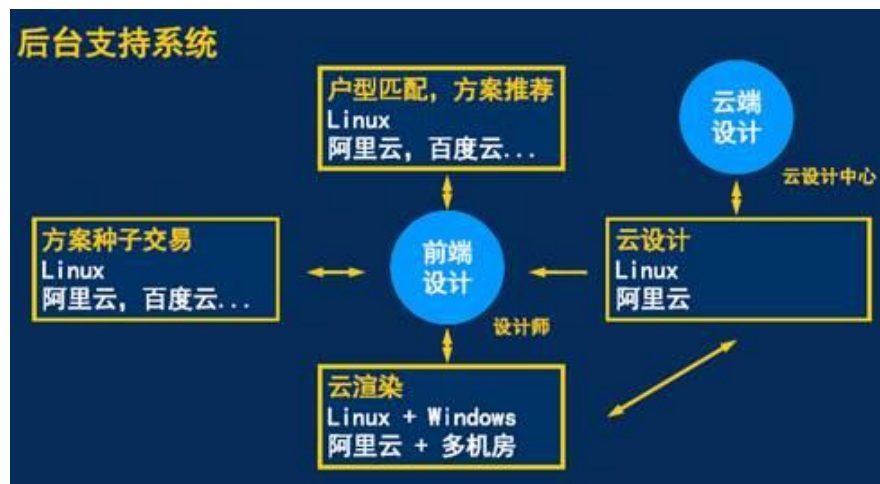 后台支持系统
户型匹配，方案推荐
Linux
阿里云，百度云...
云端
设计
云设计中心
方案种子交易
Linux
阿里云，百度云...
前端
设计
设计师
云设计
Linux
阿里云
云渲染
Linux + Windows
阿里云 + 多机房